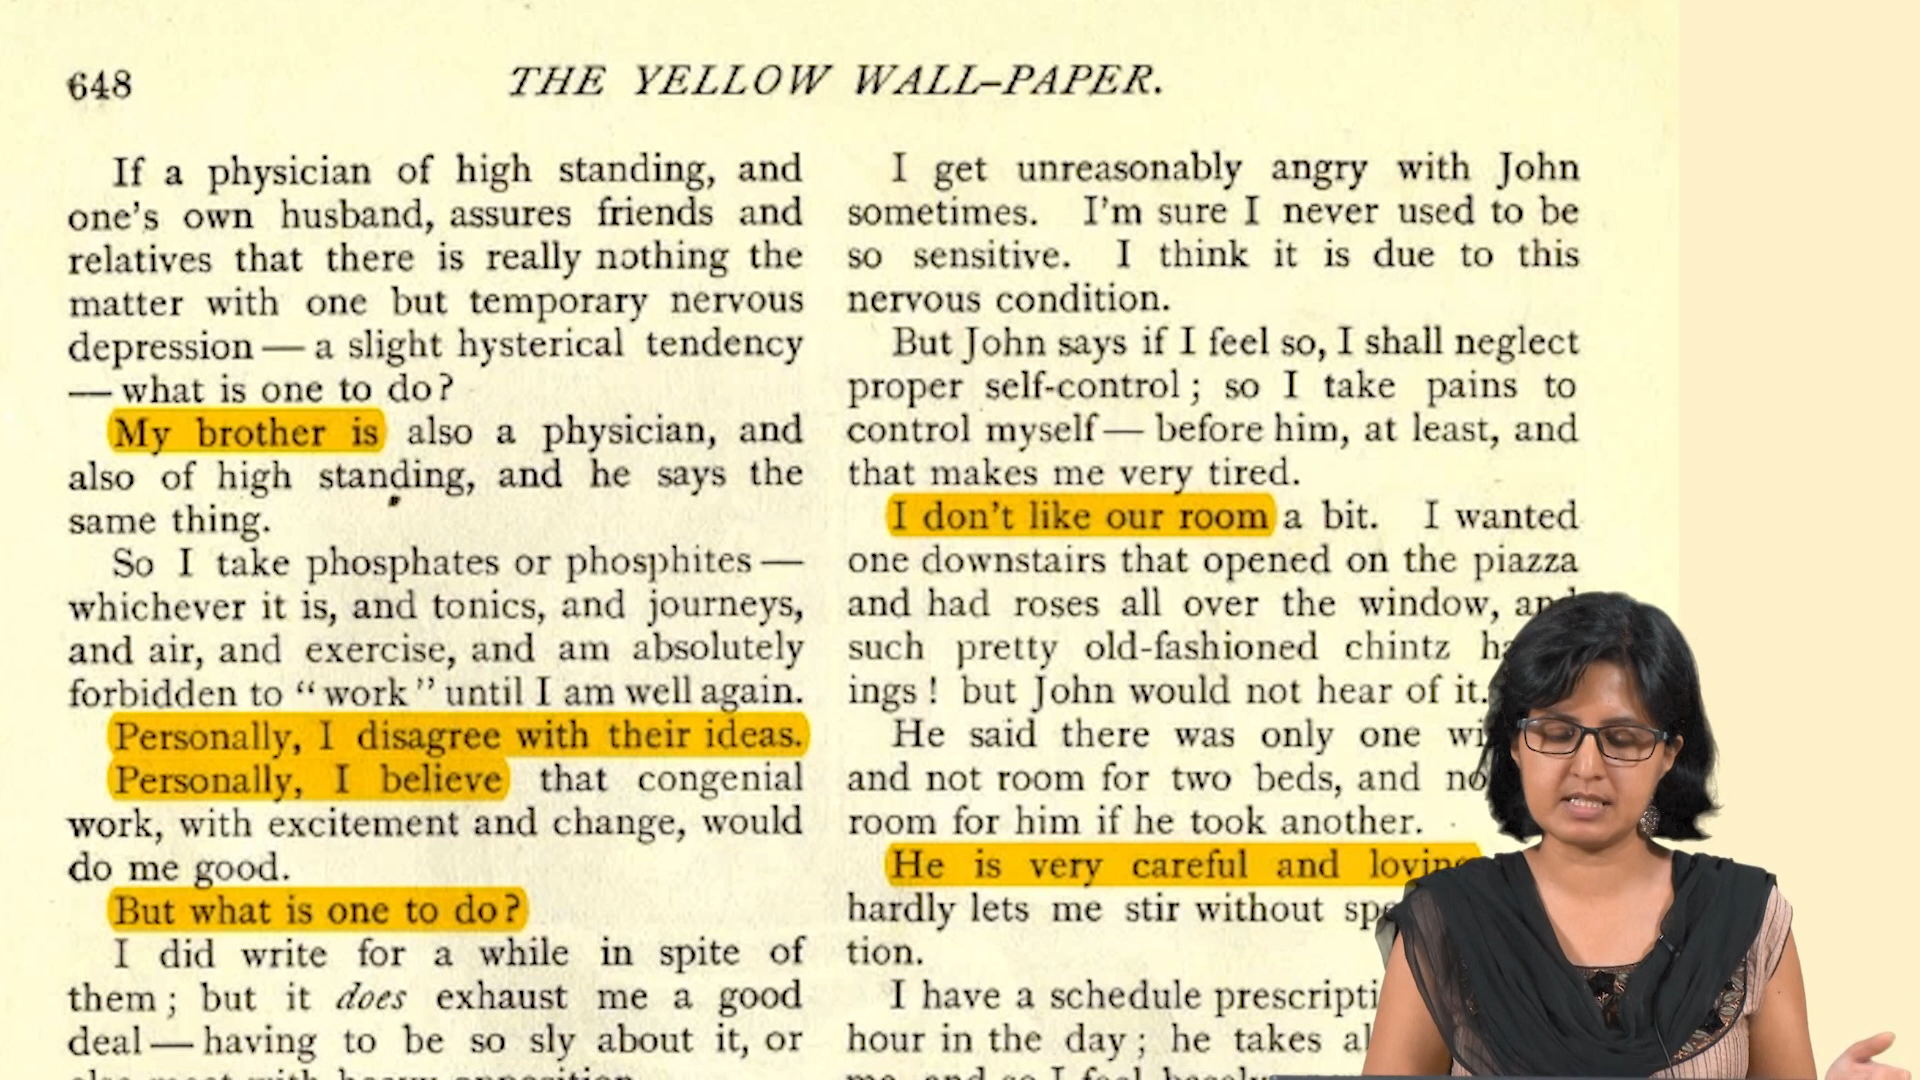 648
THE YELLOW WALL-PAPER.
If a physician of high standing, and
one's own husband, assures friends and
relatives that there is really nothing the
matter with one but temporary nervous
depression — a slight hysterical tendency
— what is one to do?
My brother is also a physician, and
also of high standing, and he says the
same thing.
So I take phosphates or phosphites —
whichever it is, and tonics, and journeys,
and air, and exercise, and am absolutely
forbidden to “work” until I am well again.
Personally, I disagree with their ideas.
Personally, I believe that congenial
work, with excitement and change, would
do me good.
But what is one to do?
I did write for a while in spite of
them; but it does exhaust me a good
deal — having to be so sly about it, or
I get unreasonably angry with John
sometimes. I'm sure I never used to be
so sensitive. I think it is due to this
nervous condition.
But John says if I feel so, I shall neglect
proper self-control; so I take pains to
control myself — before him, at least, and
that makes me very tired.
I don't like our room a bit. I wanted
one downstairs that opened on the piazza
and had roses all over the window, and
such pretty old-fashioned chintz
ings! but John would not hear of it.
He said there was only one
and not room for two beds, and
room for him if he took another.
He is very careful and loving
hardly lets me stir without
tion.
I have a schedule
hour in the day; he takes